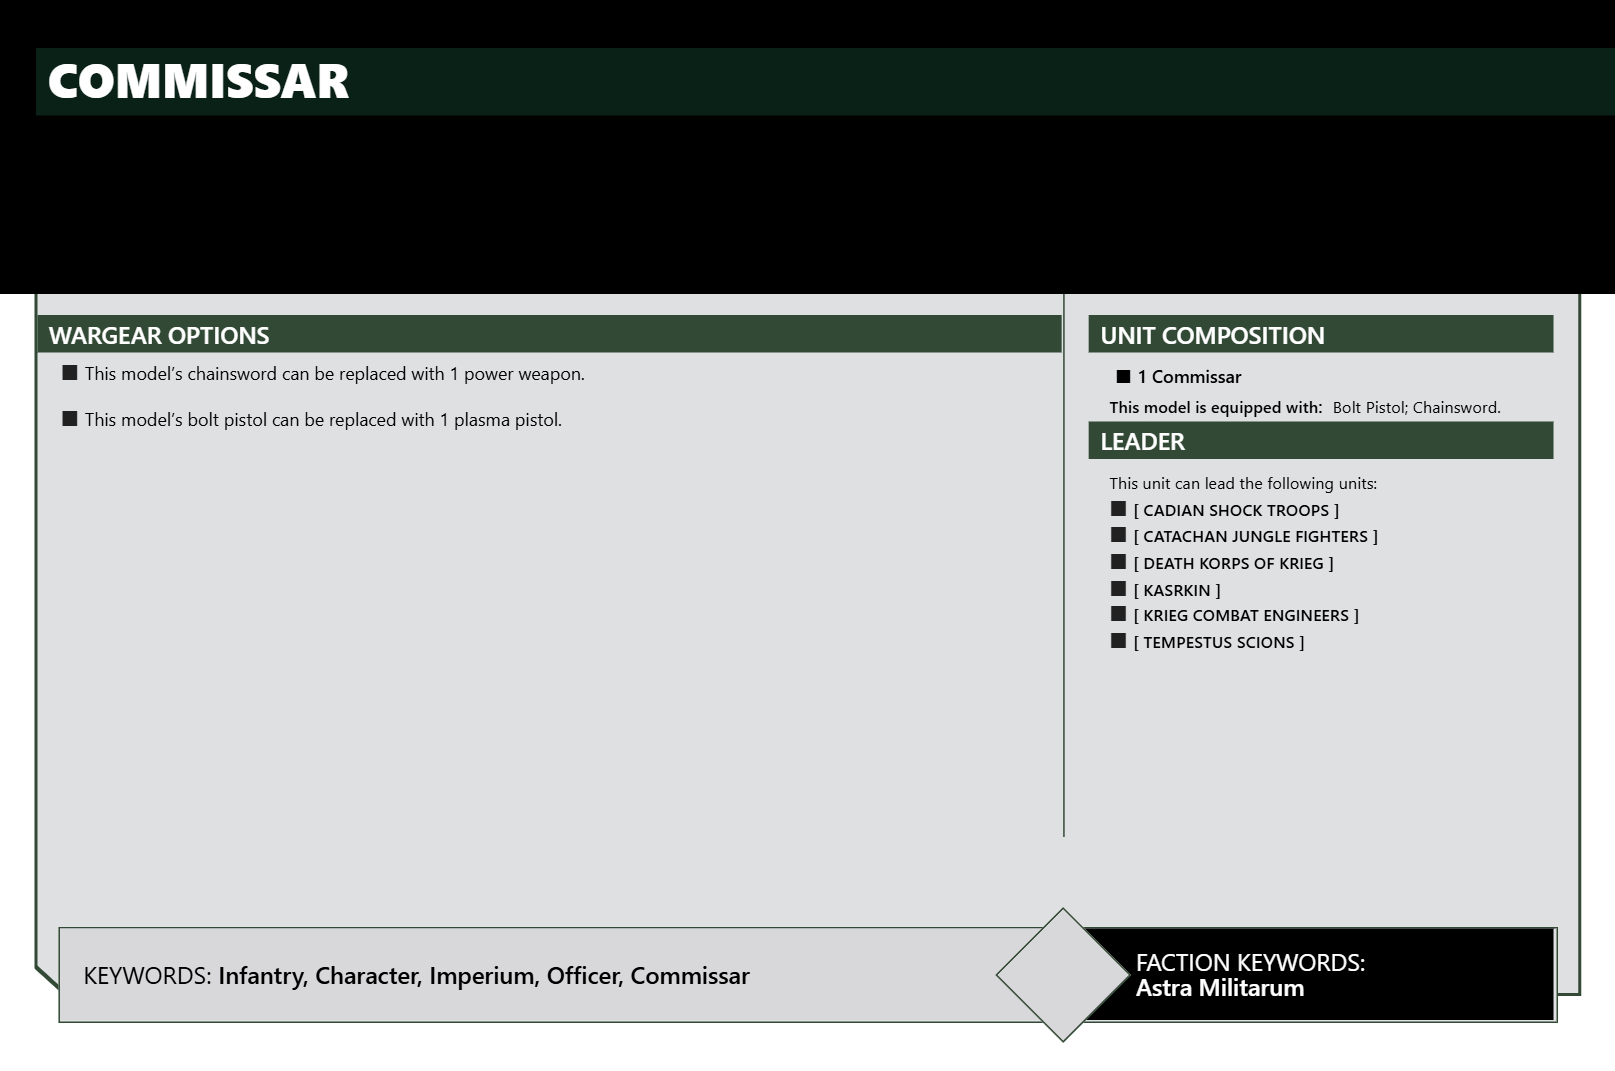 COMMISSAR
WARGEAR OPTIONS
This model’s chainsword can be replaced with 1 power weapon.
This model’s bolt pistol can be replaced with 1 plasma pistol.
UNIT COMPOSITION
1 Commissar
This model is equipped with: Bolt Pistol; Chainsword.
LEADER
This unit can lead the following units:
[ CADIAN SHOCK TROOPS ]
[ CATACHAN JUNGLE FIGHTERS ]
[ DEATH KORPS OF KRIEG ]
[ KASRKIN ]
[ KRIEG COMBAT ENGINEERS ]
[ TEMPESTUS SCIONS ]
KEYWORDS: Infantry, Character, Imperium, Officer, Commissar
FACTION KEYWORDS:
Astra Militarum